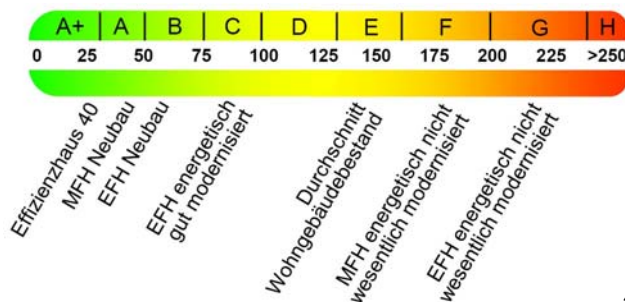 A+ A B C D E F G H
0 25 50 75 100 125 150 175 200 225 >250
Effizienzhaus 40
MFH Neubau
EFH Neubau
EFH energetisch
gut modernisiert
Durchschnitt
Wohngebäudebestand
MFH energetisch nicht
wesentlich modernisiert
EFH energetisch nicht
wesentlich modernisiert